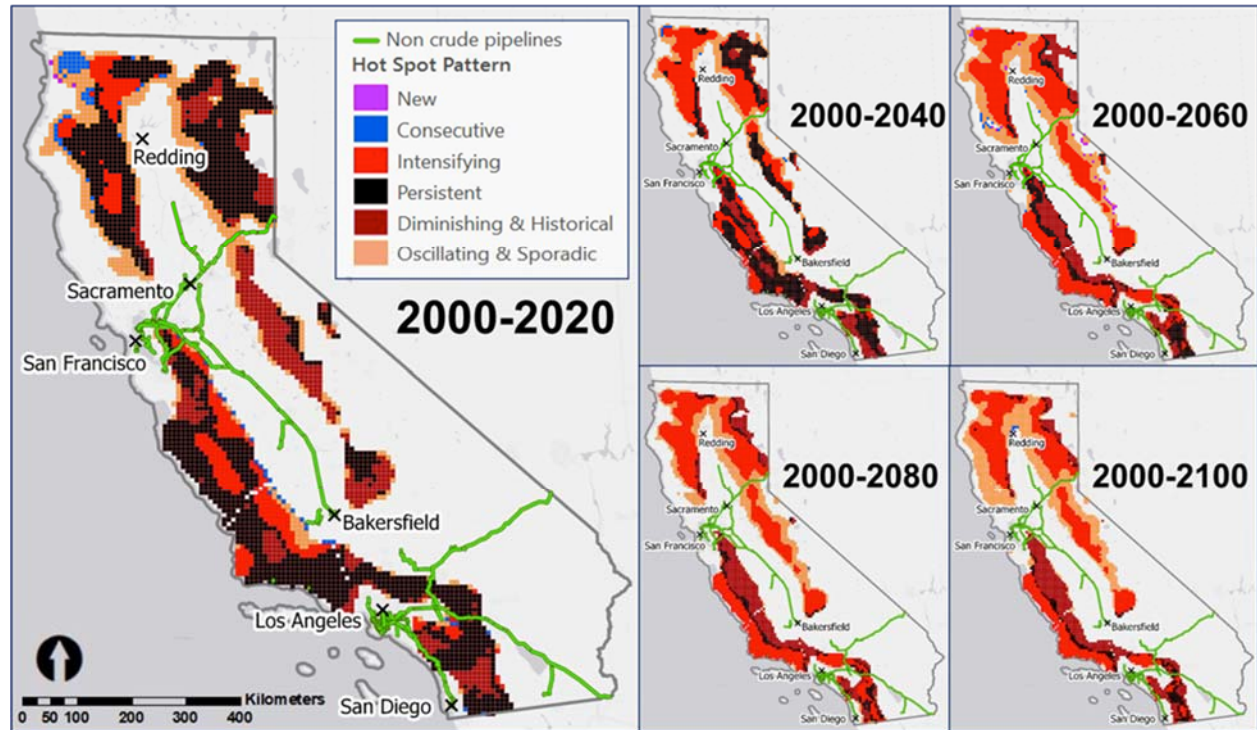 Non crude pipelines
Hot Spot Pattern
New
Consecutive
Intensifying
Persistent
Diminishing & Historical
Oscillating & Sporadic
Redding
Sacramento
San Francisco
2000-2020
Bakersfield
Los Angeles
San Diego
Kilometers
0 50 100 200 300 400
Redding
2000-2040
Sacramento
San Francisco
Bakersfield
Los Angeles
San Diego
Redding
2000-2060
Sacramento
San Francisco
Bakersfield
Los Angeles
San Diego
Redding
2000-2080
Sacramento
San Francisco
Bakersfield
Los Angeles
San Diego
Redding
2000-2100
Sacramento
San Francisco
Bakersfield
Los Angeles
San Diego